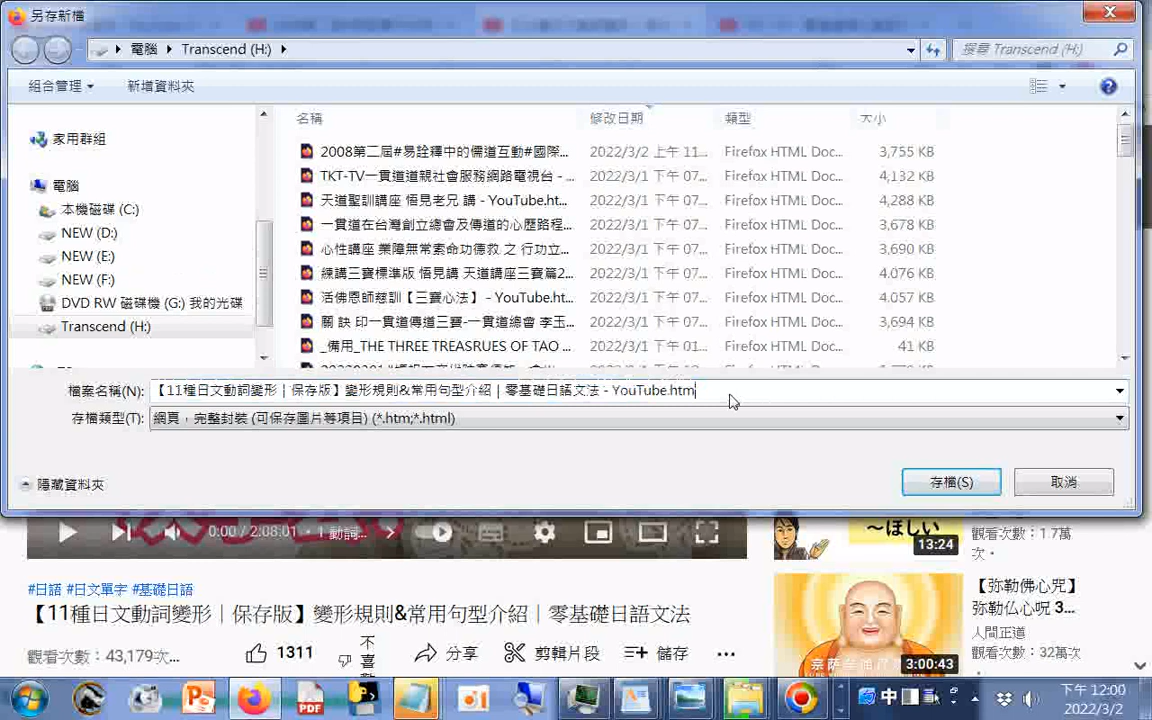 另存新檔
電腦 Transcend (H:)
搜尋 Transcend (H:)
組合管理 新增資料夾
名稱 修改日期 類型 大小
家用群組
電腦
本機磁碟 (C:)
NEW (D:)
NEW (E:)
NEW (F:)
DVD RW 磁碟機 (G:) 我的光碟
Transcend (H:)
2008第二屆#易詮釋中的儒道互動#國際... 2022/3/2 上午 11... Firefox HTML Doc... 3,755 KB
TKT-TV一貫道道親社會服務網路電視台 - ... 2022/3/1 下午 07... Firefox HTML Doc... 4,132 KB
天道聖訓講座 悟見老兄 講 - YouTube.ht... 2022/3/1 下午 07... Firefox HTML Doc... 4,288 KB
一貫道在台灣創立總會及傳道的心歷路程... 2022/3/1 下午 07... Firefox HTML Doc... 3,678 KB
心性講座 業障無常索命功德救 之 行功立... 2022/3/1 下午 07... Firefox HTML Doc... 3,690 KB
練講三寶標準版 悟見講 天道講座三寶篇2... 2022/3/1 下午 07... Firefox HTML Doc... 4,076 KB
活佛恩師慈訓【三寶心法】 - YouTube.ht... 2022/3/1 下午 07... Firefox HTML Doc... 4,057 KB
關 訣 印一貫道傳道三寶-一貫道總會 李玉... 2022/3/1 下午 07... Firefox HTML Doc... 3,694 KB
_備用_THE THREE TREASRUES OF TAO ... 2022/3/1 下午 07... Firefox HTML Doc... 41 KB
檔案名稱(N): 【11種日文動詞變形｜保存版】變形規則&常用句型介紹｜零基礎日語文法 - YouTube.htm
存檔類型(T): 網頁，完整封裝 (可保存圖片等項目) (*.htm;*.html)
隱藏資料夾
存檔(S) 取消
0:00 / 2:08:01 • 1 動詞...
～ほしい
13:24
觀看次數：1.7萬
次 •
#日語 #日文單字 #基礎日語
【11種日文動詞變形｜保存版】變形規則&常用句型介紹｜零基礎日語文法
觀看次數：43,179次...
1311
不
喜
分享 剪輯片段 儲存
3:00:43
【弥勒佛心咒】
弥勒仏心呪 3...
人間正道
觀看次數：32萬次
PDF
中
下午 12:00
2022/3/2